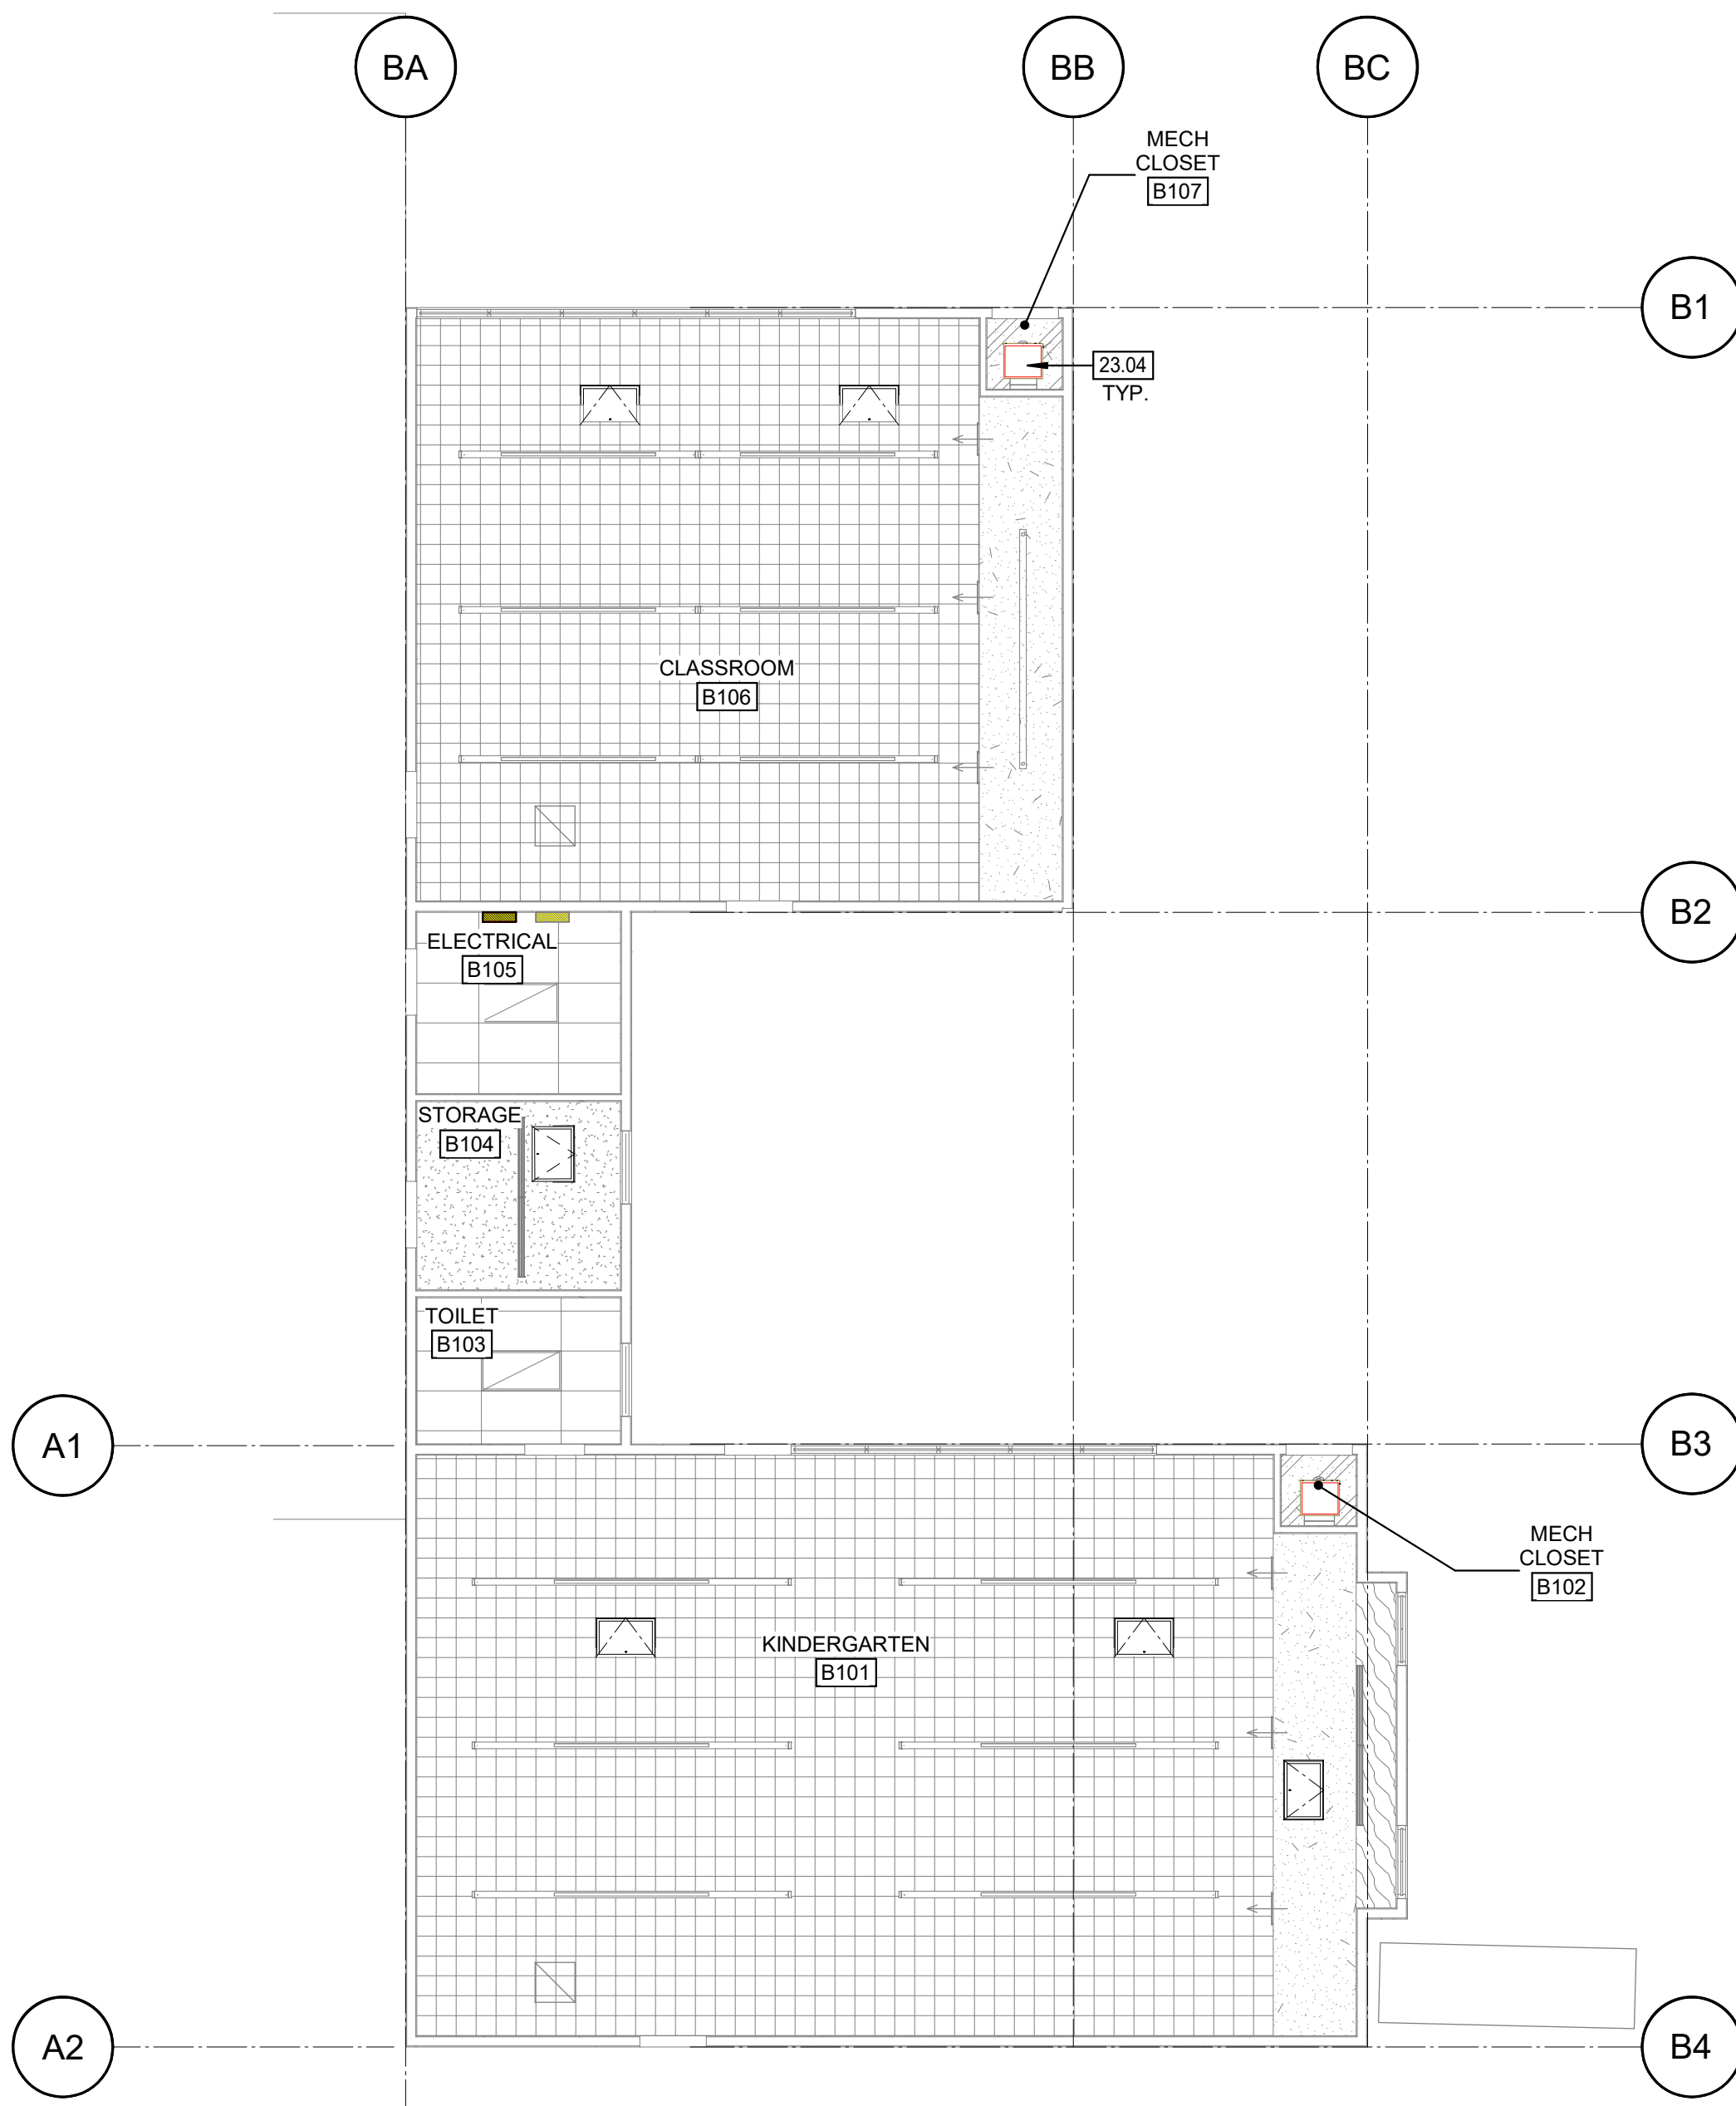 BA
BB
BC
MECH
CLOSET
B107
B1
23.04
TYP.
CLASSROOM
B106
B2
ELECTRICAL
B105
STORAGE
B104
TOILET
B103
A1
B3
MECH
CLOSET
B102
KINDERGARTEN
B101
A2
B4